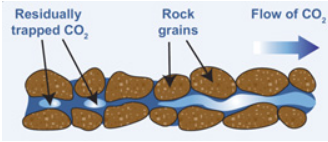 Residually
trapped CO₂
Rock
grains
Flow of CO₂